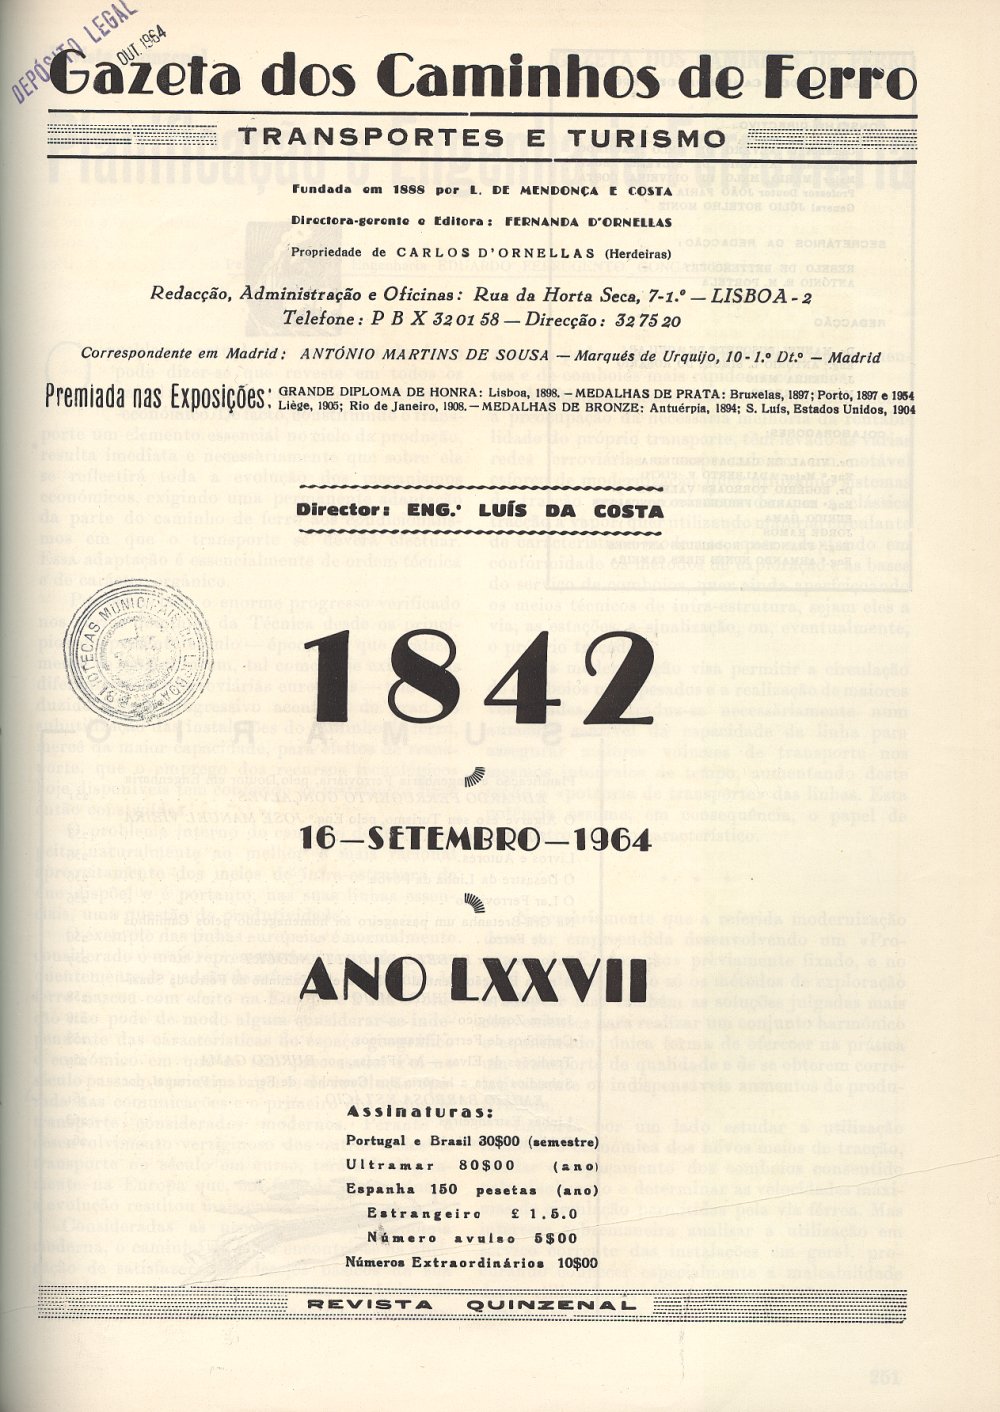 DEPÓSITO LEGAL
OUT. 1964
Gazeta dos Caminhos de Ferro
TRANSPORTES E TURISMO
Fundada em 1888 por L. DE MENDONÇA E COSTA
Directora-gerente e Editora: FERNANDA D'ORNELLAS
Propriedade de CARLOS D'ORNELLAS (Herdeiras)
Redacção, Administração e Oficinas: Rua da Horta Seca, 7-1.º — LISBOA-2
Telefone: P B X 32 01 58 — Direcção: 32 75 20
Correspondente em Madrid: ANTÓNIO MARTINS DE SOUSA — Marqués de Urquijo, 10-1.º Dt.º — Madrid
Premiada nas Exposições: GRANDE DIPLOMA DE HONRA: Lisboa, 1898. — MEDALHAS DE PRATA: Bruxelas, 1897; Porto, 1897 e 1954
Liège, 1905; Rio de Janeiro, 1908. — MEDALHAS DE BRONZE: Antuérpia, 1894; S. Luís, Estados Unidos, 1904
Director: ENG.º LUÍS DA COSTA
BIBLIOTECAS MUNICIPAIS DE LISBOA
1842
16—SETEMBRO—1964
ANO LXXVII
Assinaturas:
Portugal e Brasil 30$00 (semestre)
Ultramar 80$00 (ano)
Espanha 150 pesetas (ano)
Estrangeiro £ 1.5.0
Número avulso 5$00
Números Extraordinários 10$00
REVISTA QUINZENAL